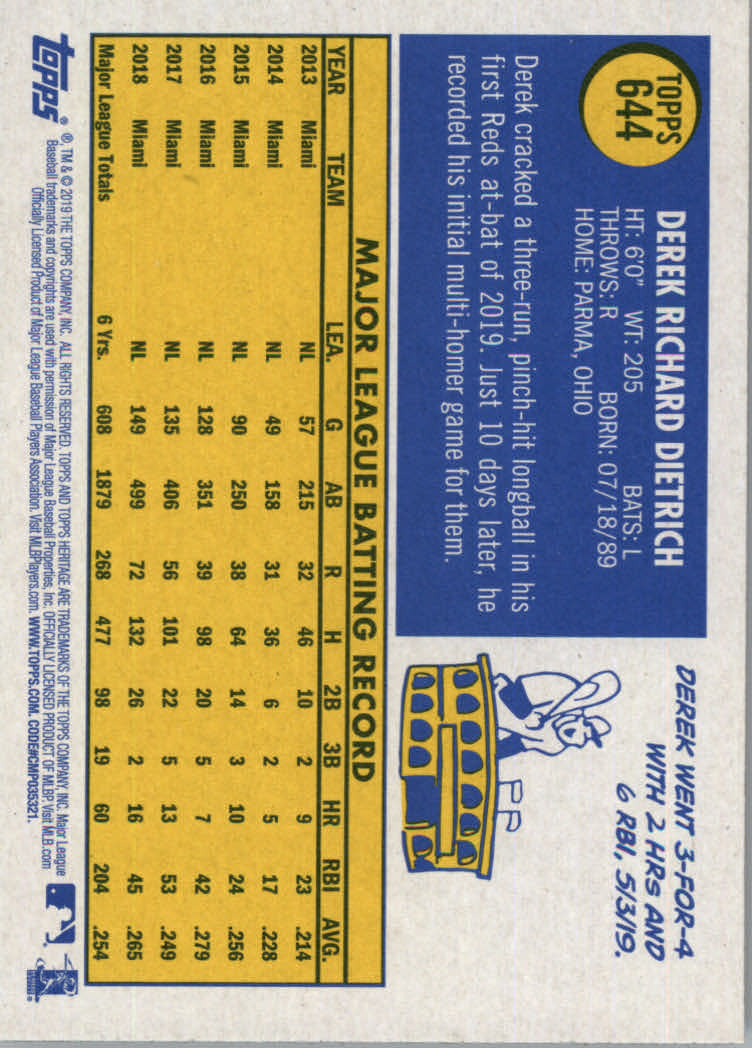 TOPPS
644
DEREK RICHARD DIETRICH
HT: 6'0" WT: 205 BATS: L
THROWS: R BORN: 07/18/89
HOME: PARMA, OHIO
Derek cracked a three-run, pinch-hit longball in his
first Reds at-bat of 2019. Just 10 days later, he
recorded his initial multi-homer game for them.
DEREK WENT 3-FOR-4
WITH 2 HRS AND
6 RBI, 5/3/19.
MAJOR LEAGUE BATTING RECORD
YEAR TEAM LEA. G AB R H 2B 3B HR RBI AVG.
2013 Miami NL 57 215 32 46 10 2 9 23 .214
2014 Miami NL 49 158 31 36 6 2 5 17 .228
2015 Miami NL 90 250 38 64 14 3 10 24 .256
2016 Miami NL 128 351 39 98 20 5 7 42 .279
2017 Miami NL 135 406 56 101 22 5 13 53 .249
2018 Miami NL 149 499 72 132 26 2 16 45 .265
Major League Totals 6 Yrs. 608 1879 268 477 98 19 60 204 .254
topps®
®, TM & © 2019 THE TOPPS COMPANY, INC. ALL RIGHTS RESERVED. TOPPS AND TOPPS HERITAGE ARE TRADEMARKS OF THE TOPPS COMPANY, INC. Major League
Baseball trademarks and copyrights are used with permission of Major League Baseball Properties, Inc. OFFICIALLY LICENSED PRODUCT OF MLBP. Visit MLB.com
Officially Licensed Product of Major League Baseball Players Association. Visit MLBPlayers.com. WWW.TOPPS.COM. CODE#CMP035321.